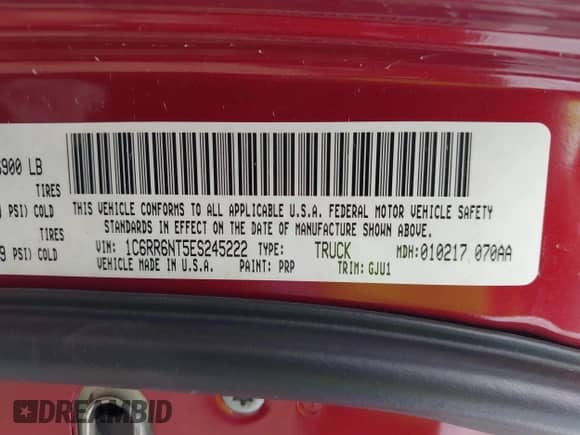 900 LB
TIRES
PSI) COLD
TIRES
9 PSI) COLD
THIS VEHICLE CONFORMS TO ALL APPLICABLE U.S.A. FEDERAL MOTOR VEHICLE SAFETY
STANDARDS IN EFFECT ON THE DATE OF MANUFACTURE SHOWN ABOVE.
VIN: 1C6RR6NT5ES245222 TYPE: TRUCK MDH:010217 070AA
VEHICLE MADE IN U.S.A. PAINT: PRP TRIM: GJU1
DREAMBID